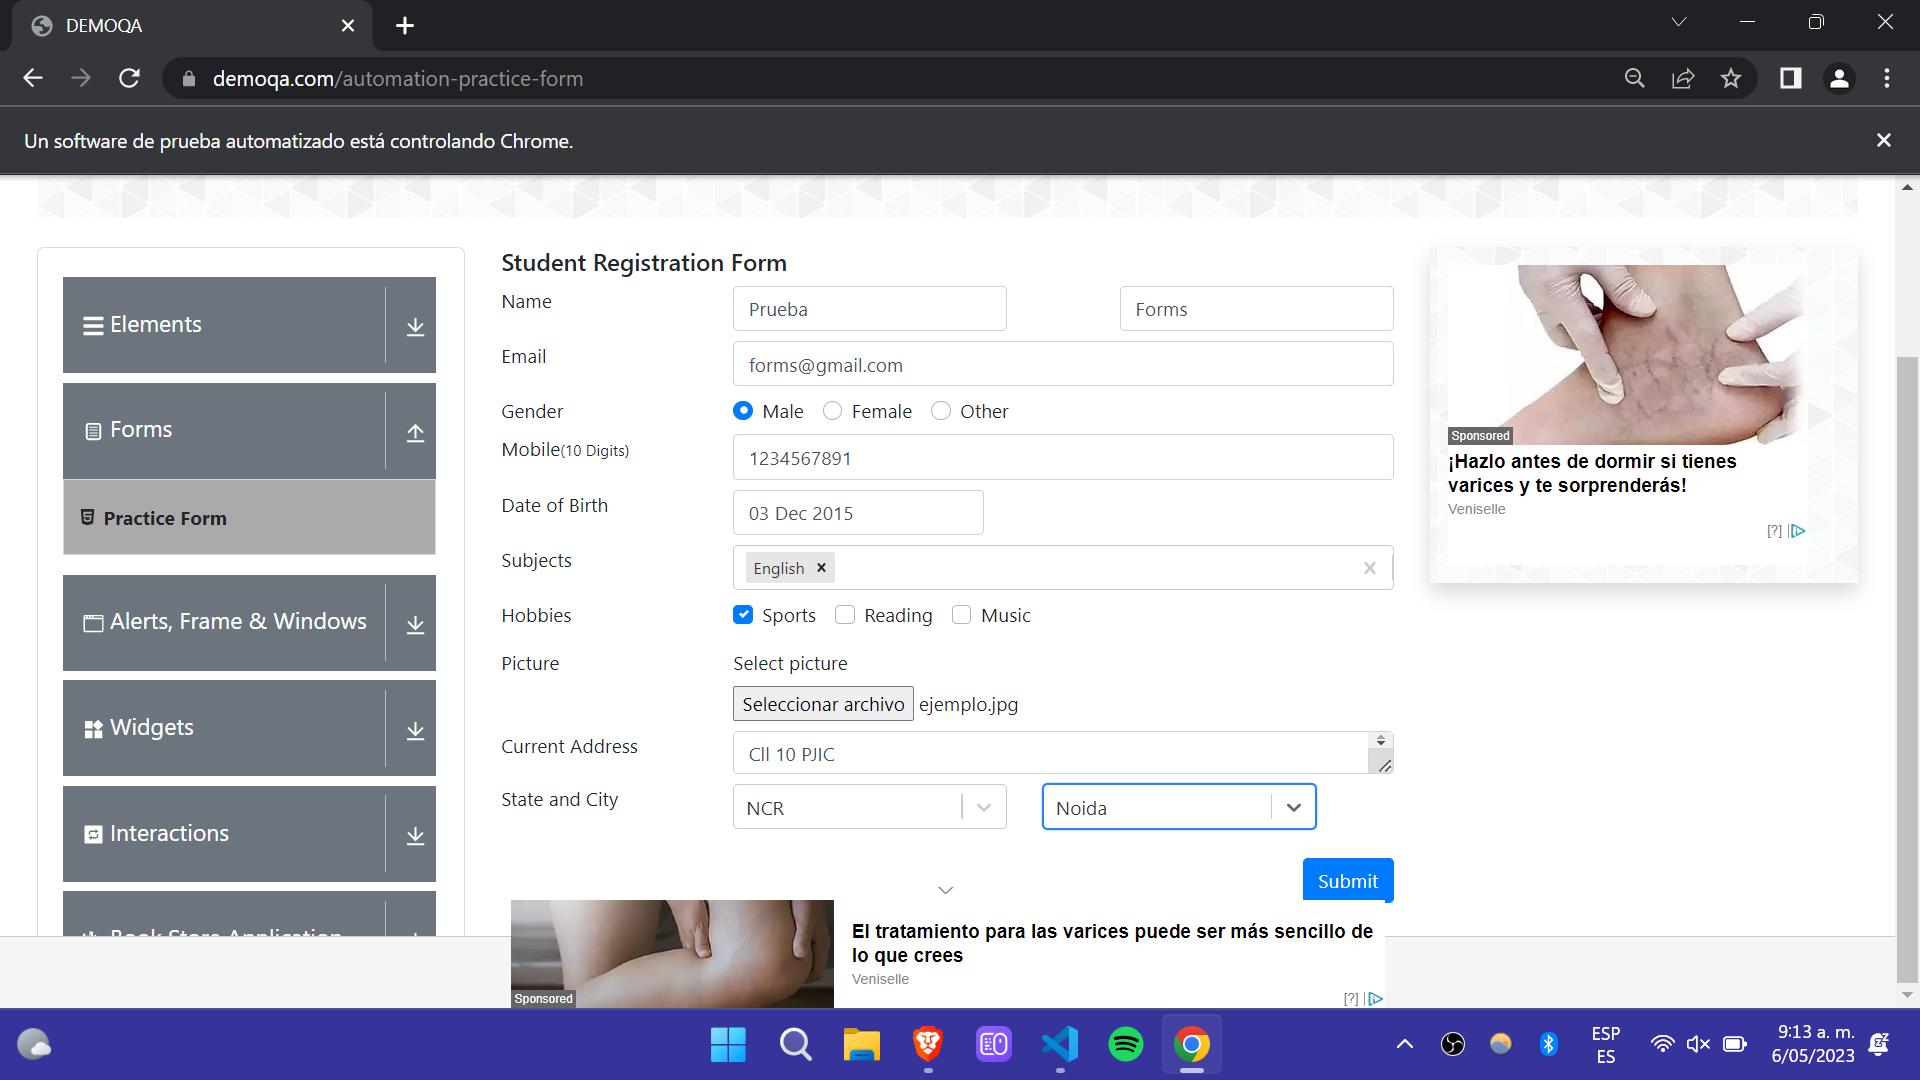 DEMOQA
demoqa.com/automation-practice-form
Un software de prueba automatizado está controlando Chrome.
Elements
Forms
Practice Form
Alerts, Frame & Windows
Widgets
Interactions
Book Store Application
Student Registration Form
Name
Prueba
Forms
Email
forms@gmail.com
Gender
Male
Female
Other
Mobile(10 Digits)
1234567891
Date of Birth
03 Dec 2015
Subjects
English
Hobbies
Sports
Reading
Music
Picture
Select picture
Seleccionar archivo ejemplo.jpg
Current Address
Cll 10 PJIC
State and City
NCR
Noida
Submit
Sponsored
¡Hazlo antes de dormir si tienes
varices y te sorprenderás!
Veniselle
[?]
Sponsored
El tratamiento para las varices puede ser más sencillo de
lo que crees
Veniselle
[?]
ESP
ES
9:13 a. m.
6/05/2023